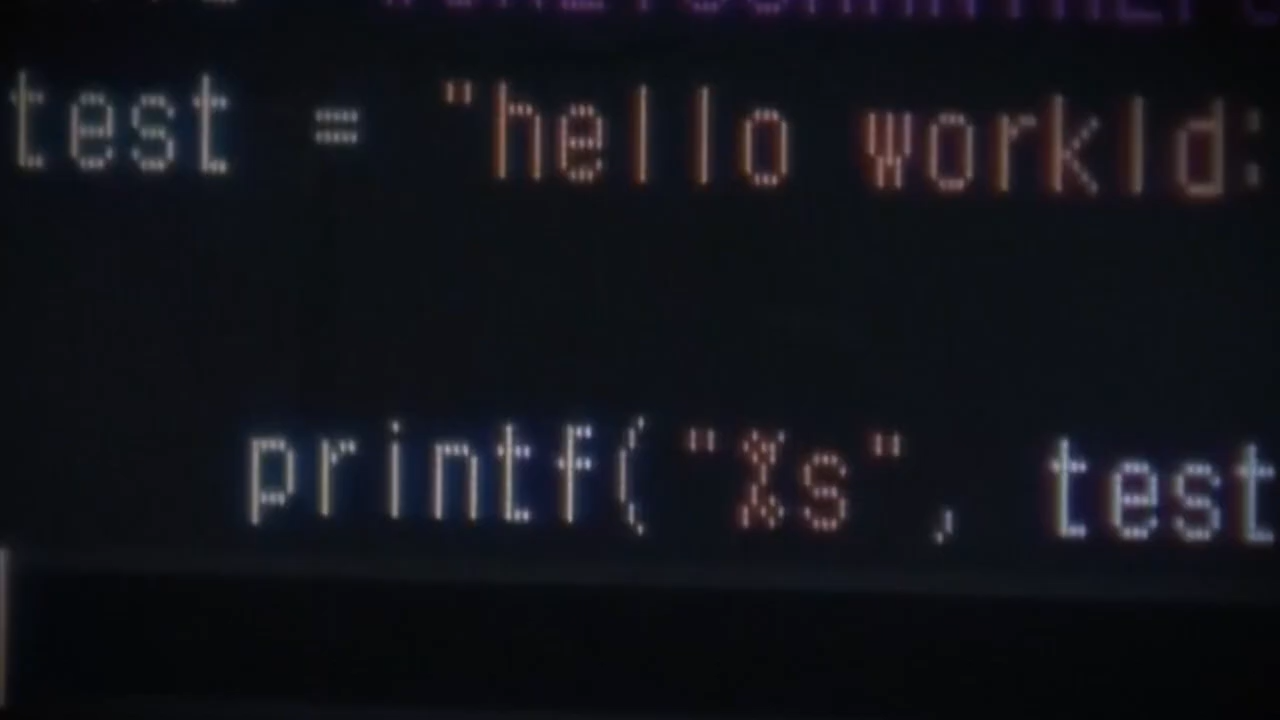 test = "hello workld:
printf("%s", test